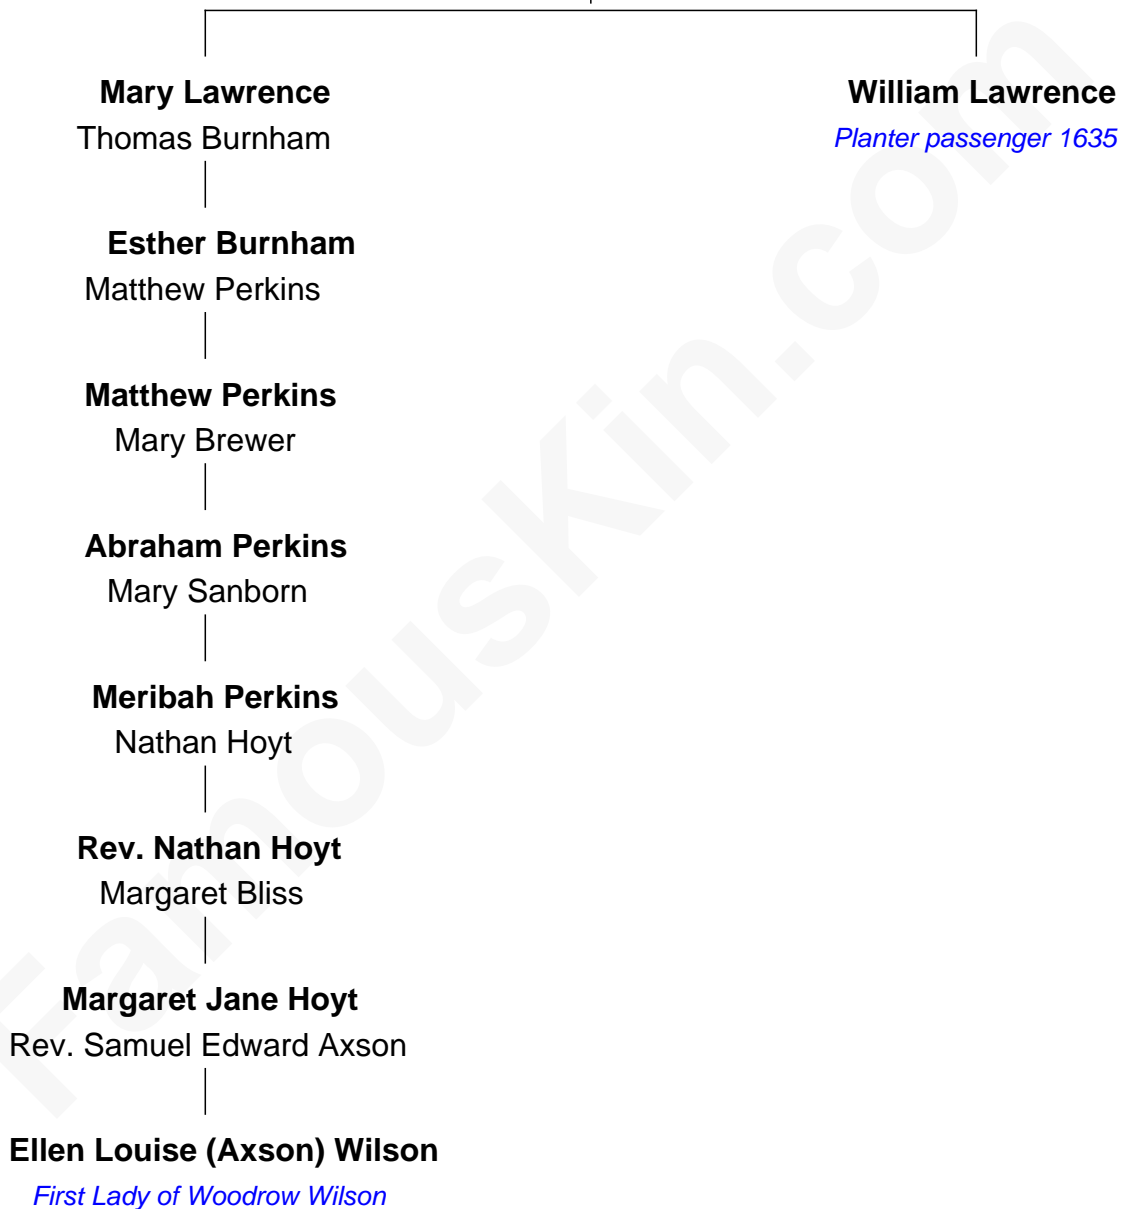 Mary Lawrence
Thomas Burnham
William Lawrence
Planter passenger 1635
Esther Burnham
Matthew Perkins
Matthew Perkins
Mary Brewer
Abraham Perkins
Mary Sanborn
Meribah Perkins
Nathan Hoyt
Rev. Nathan Hoyt
Margaret Bliss
Margaret Jane Hoyt
Rev. Samuel Edward Axson
Ellen Louise (Axson) Wilson
First Lady of Woodrow Wilson
FamousKin.com